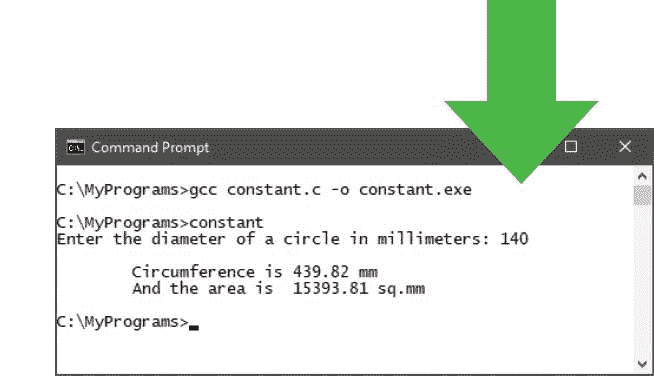 Command Prompt
C:\MyPrograms>gcc constant.c -o constant.exe
C:\MyPrograms>constant
Enter the diameter of a circle in millimeters: 140
Circumference is 439.82 mm
And the area is  15393.81 sq.mm
C:\MyPrograms>_